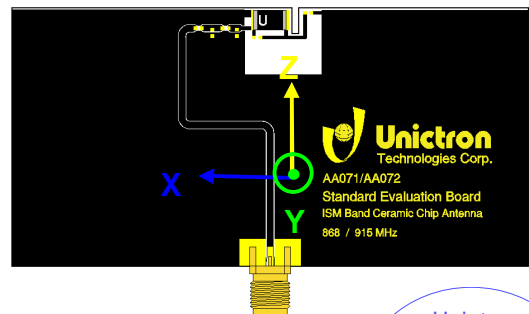 U
Z
Unictron
Technologies Corp.
X
AA071/AA072
Standard Evaluation Board
Y
ISM Band Ceramic Chip Antenna
868 / 915 MHz